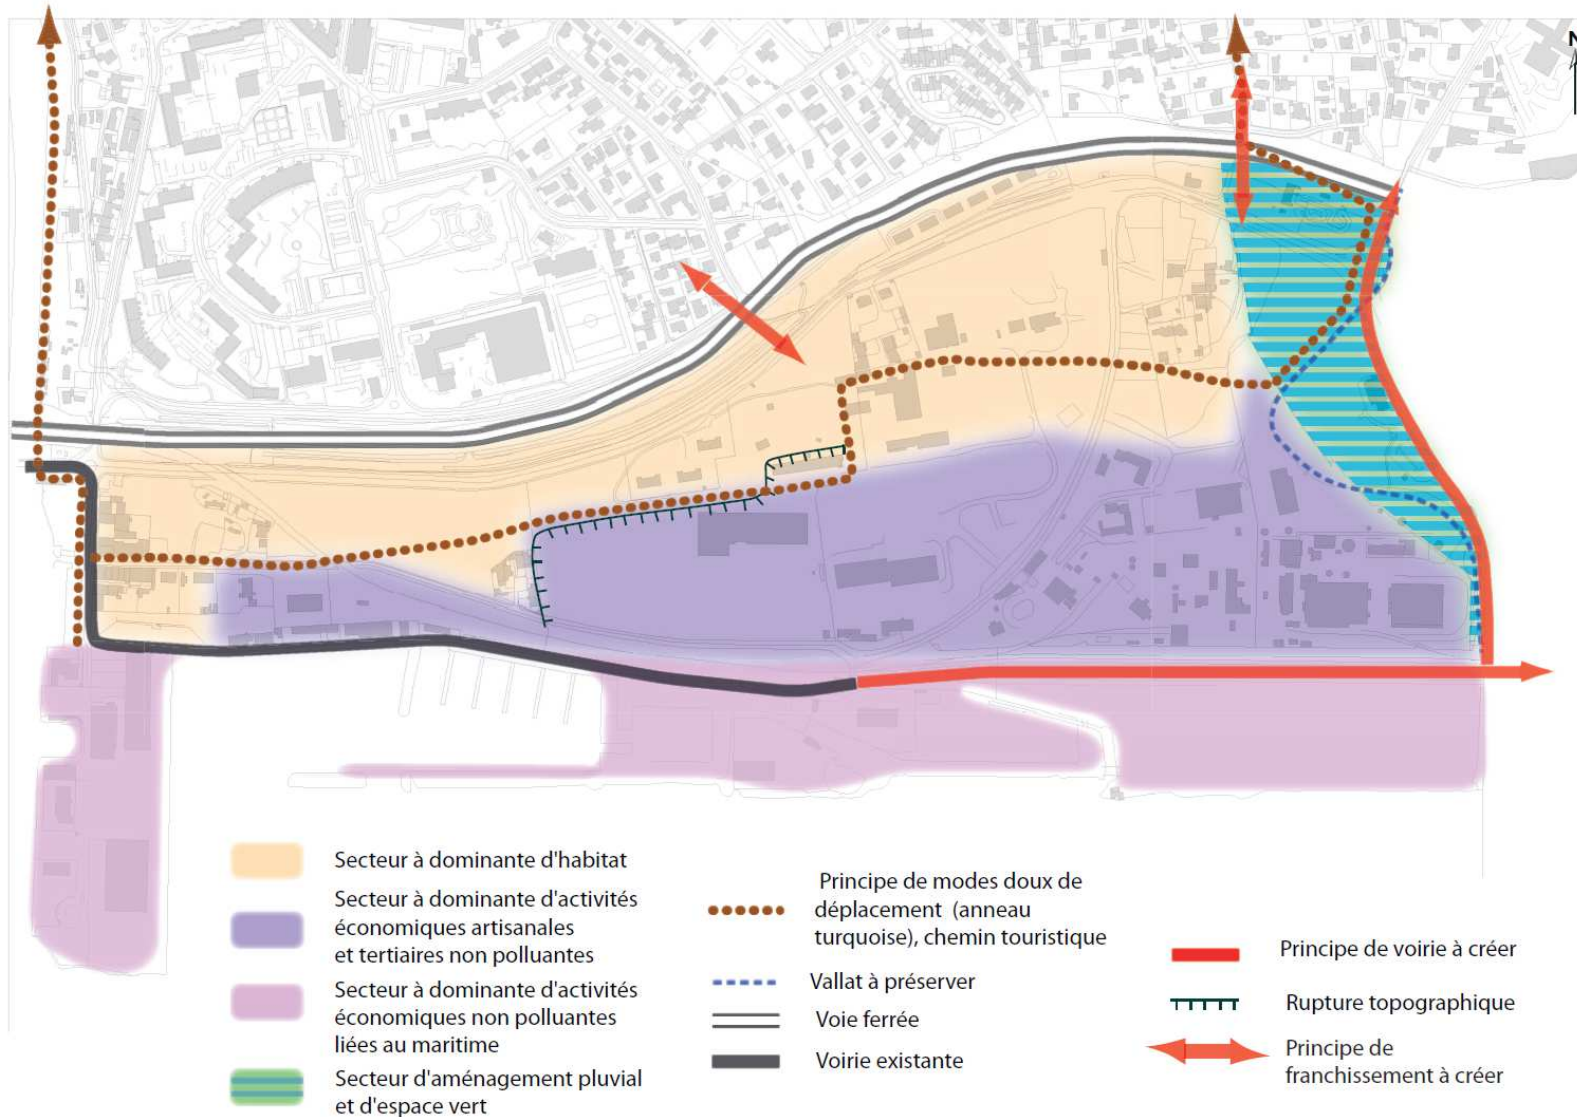 N
Secteur à dominante d'habitat
Secteur à dominante d'activités
économiques artisanales
et tertiaires non polluantes
Secteur à dominante d'activités
économiques non polluantes
liées au maritime
Secteur d'aménagement pluvial
et d'espace vert
Principe de modes doux de
déplacement (anneau
turquoise), chemin touristique
Vallat à préserver
Voie ferrée
Voirie existante
Principe de voirie à créer
Rupture topographique
Principe de
franchissement à créer